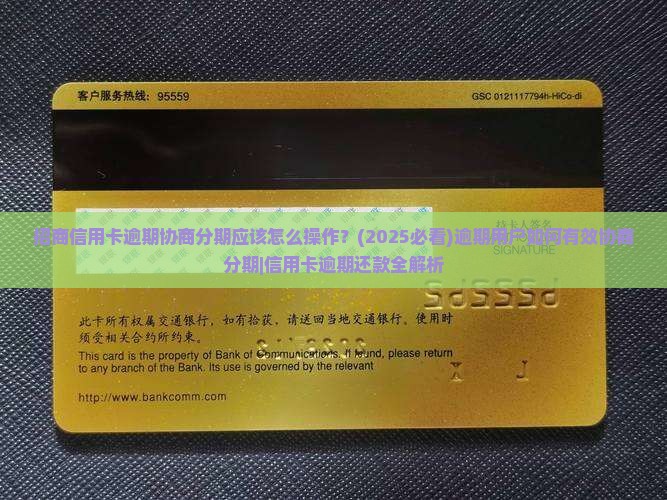 客户服务热线：95559
GSC 0121117794h-HiCo-di
招商信用卡逾期协商分期应该怎么操作？(2025必看)逾期用户如何有效协商
分期|信用卡逾期还款全解析
持卡人签名
SIGNATURE
此卡所有权属交通银行，如有拾获，请送回当地交通银行。使用时
须受相关合约所约束。
This card is the property of Bank of Communications. If found, please return
to any branch of the Bank. Its use is governed by the relevant
http://www.bankcomm.com